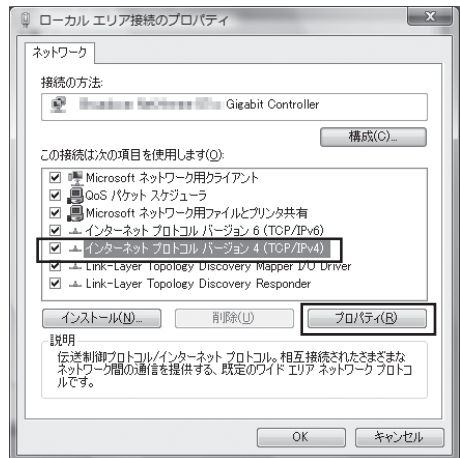 ローカル エリア接続のプロパティ
ネットワーク
接続の方法:
Gigabit Controller
構成(C)...
この接続は次の項目を使用します(O):
Microsoft ネットワーク用クライアント
QoS パケット スケジューラ
Microsoft ネットワーク用ファイルとプリンタ共有
インターネット プロトコル バージョン 6 (TCP/IPv6)
インターネット プロトコル バージョン 4 (TCP/IPv4)
Link-Layer Topology Discovery Mapper I/O Driver
Link-Layer Topology Discovery Responder
インストール(N)...
削除(U)
プロパティ(R)
説明
伝送制御プロトコル/インターネット プロトコル。相互接続されたさまざまな
ネットワーク間の通信を提供する、既定のワイド エリア ネットワーク プロトコ
ルです。
OK
キャンセル